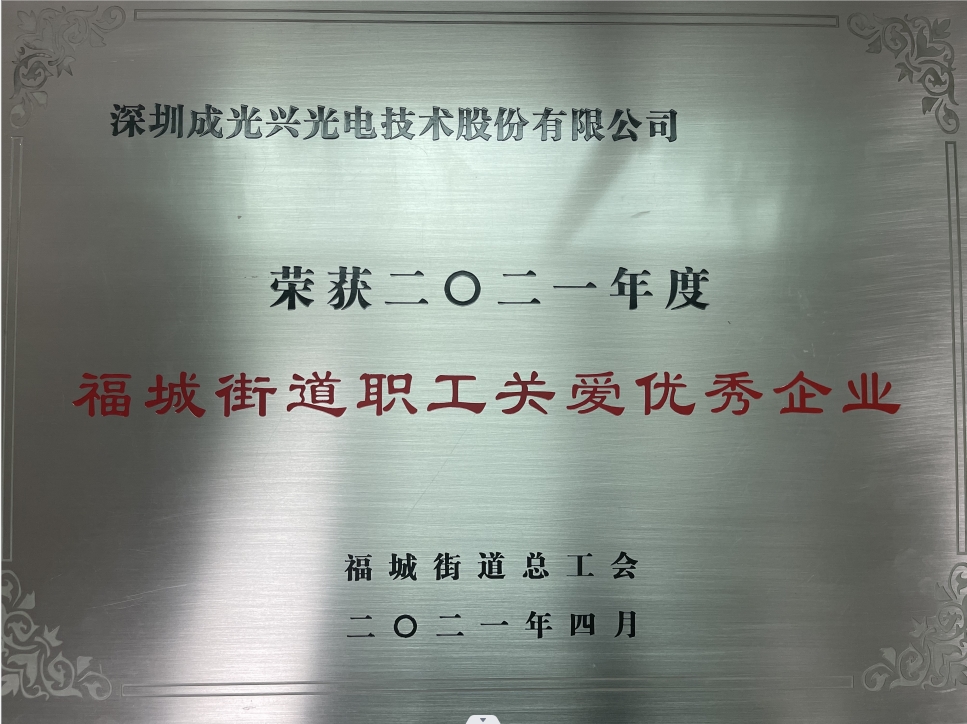 深圳成光兴光电技术股份有限公司
荣获二〇二一年度
福城街道职工关爱优秀企业
福城街道总工会
二〇二一年四月